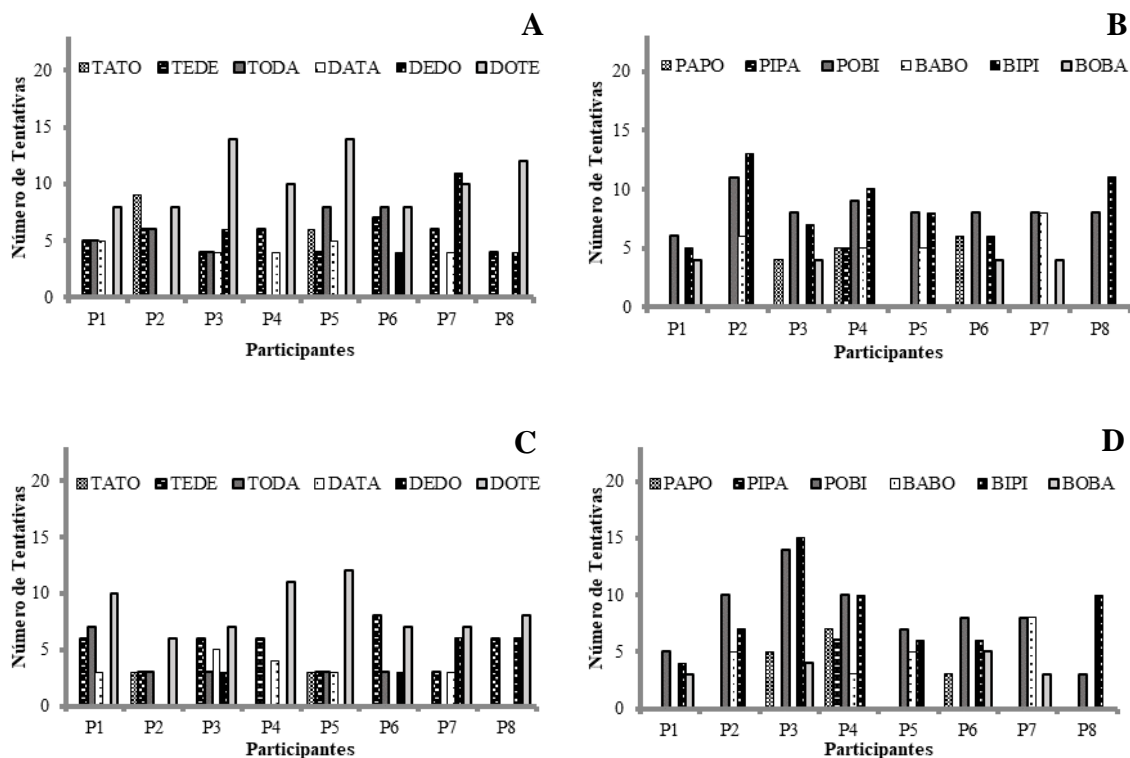 A
TATO TEDE TODA DATA DEDO DOTE
Número de Tentativas
20
15
10
5
0
P1 P2 P3 P4 P5 P6 P7 P8
Participantes
B
PAPO PIPA POBI BABO BIPI BOBA
Número de Tentativas
20
15
10
5
0
P1 P2 P3 P4 P5 P6 P7 P8
Participantes
C
TATO TEDE TODA DATA DEDO DOTE
Número de Tentativas
20
15
10
5
0
P1 P2 P3 P4 P5 P6 P7 P8
Participantes
D
PAPO PIPA POBI BABO BIPI BOBA
Número de Tentativas
20
15
10
5
0
P1 P2 P3 P4 P5 P6 P7 P8
Participantes